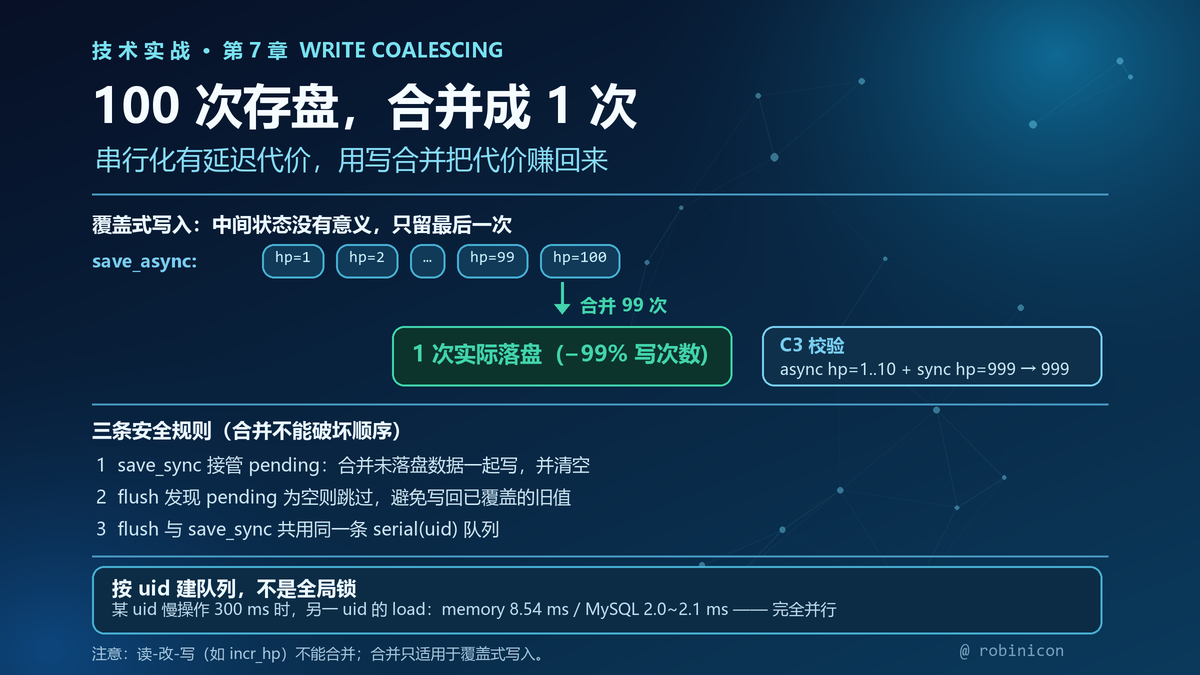 技术实战 · 第 7 章 WRITE COALESCING
100 次存盘，合并成 1 次
串行化有延迟代价，用写合并把代价赚回来
覆盖式写入：中间状态没有意义，只留最后一次
save_async: hp=1 hp=2 … hp=99 hp=100
合并 99 次
1 次实际落盘（−99% 写次数）
C3 校验
async hp=1..10 + sync hp=999 → 999
三条安全规则（合并不能破坏顺序）
1 save_sync 接管 pending：合并未落盘数据一起写，并清空
2 flush 发现 pending 为空则跳过，避免写回已覆盖的旧值
3 flush 与 save_sync 共用同一条 serial(uid) 队列
按 uid 建队列，不是全局锁
某 uid 慢操作 300 ms 时，另一 uid 的 load：memory 8.54 ms / MySQL 2.0~2.1 ms —— 完全并行
注意：读-改-写（如 incr_hp）不能合并；合并只适用于覆盖式写入。
@ robinicon